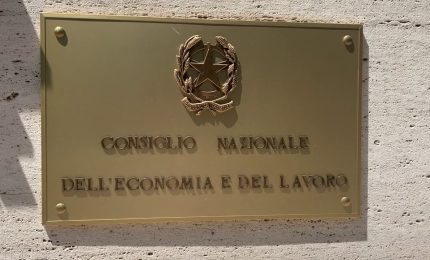 CONSIGLIO NAZIONALE
DELL'ECONOMIA E DEL LAVORO